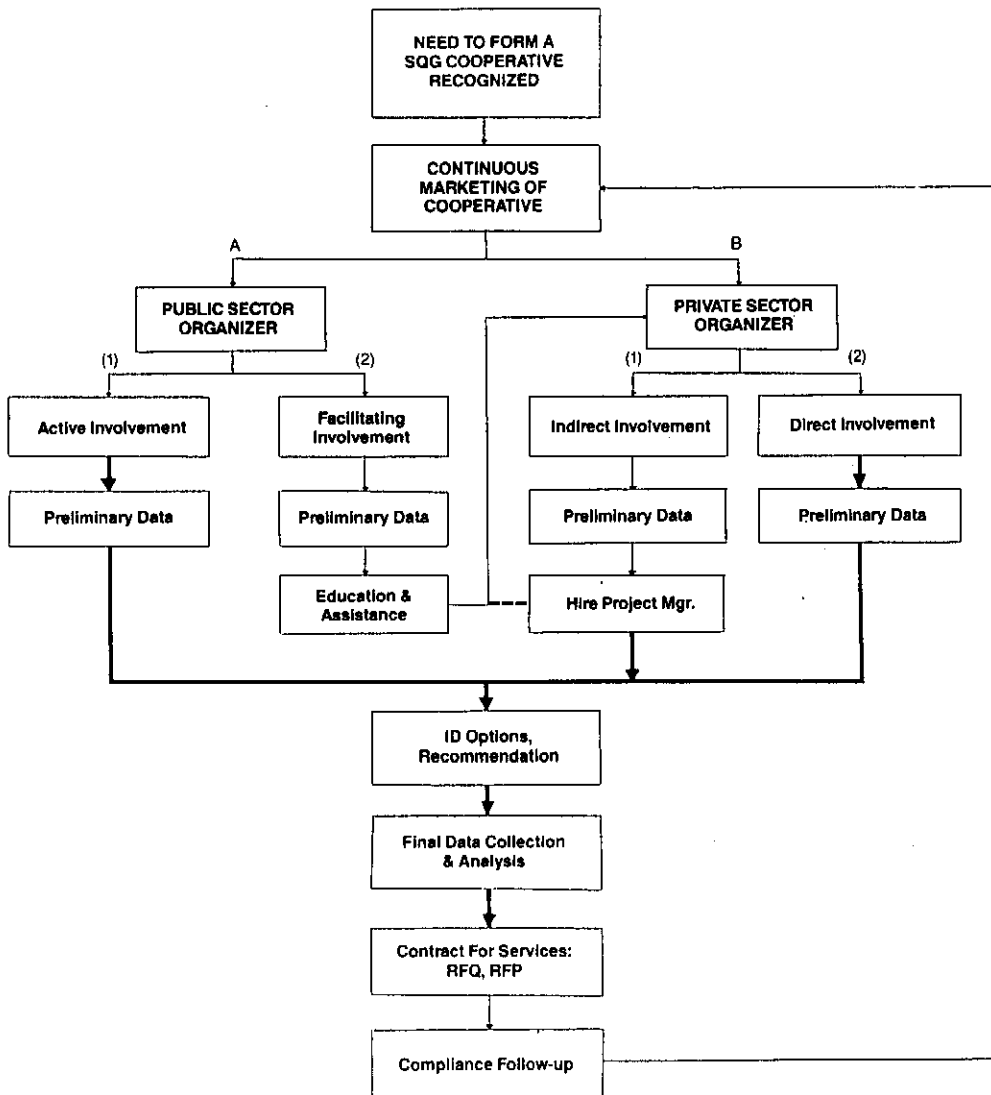 NEED TO FORM A
SQG COOPERATIVE
RECOGNIZED
CONTINUOUS
MARKETING OF
COOPERATIVE
A
B
PUBLIC SECTOR
ORGANIZER
PRIVATE SECTOR
ORGANIZER
(1)
(2)
(1)
(2)
Active Involvement
Facilitating
Involvement
Indirect Involvement
Direct Involvement
Preliminary Data
Preliminary Data
Preliminary Data
Preliminary Data
Education &
Assistance
Hire Project Mgr.
ID Options,
Recommendation
Final Data Collection
& Analysis
Contract For Services:
RFQ, RFP
Compliance Follow-up